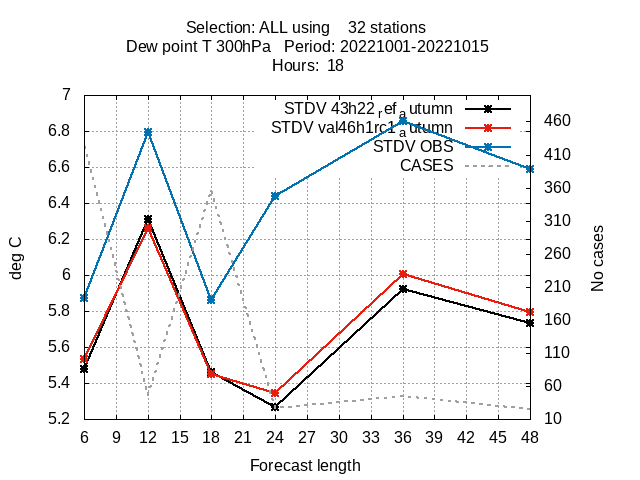 Selection: ALL using 32 stations
Dew point T 300hPa Period: 20221001-20221015
Hours: 18
7
6.8
6.6
6.4
6.2
6
5.8
5.6
5.4
5.2
deg C
STDV 43h22_ref_autumn
STDV val46h1rc1_autumn
STDV OBS
CASES
460
410
360
310
260
210
160
110
60
10
No cases
6 9 12 15 18 21 24 27 30 33 36 39 42 45 48
Forecast length